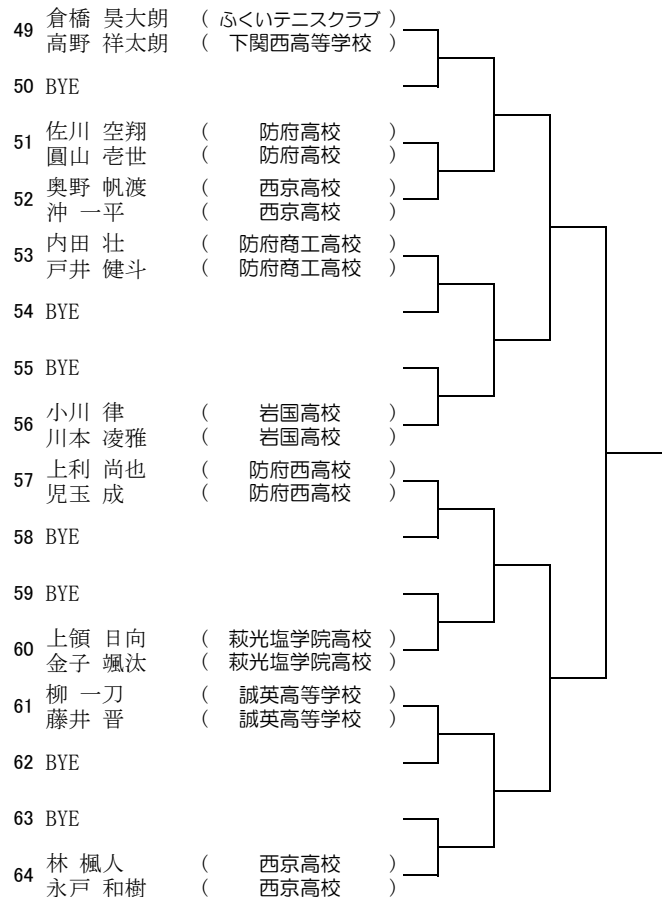 49 倉橋 昊大朗 ( ふくいテニスクラブ )
高野 祥太朗 ( 下関西高等学校 )
50 BYE
51 佐川 空翔 ( 防府高校 )
圓山 壱世 ( 防府高校 )
52 奥野 帆渡 ( 西京高校 )
沖 一平 ( 西京高校 )
53 内田 壮 ( 防府商工高校 )
戸井 健斗 ( 防府商工高校 )
54 BYE
55 BYE
56 小川 律 ( 岩国高校 )
川本 凌雅 ( 岩国高校 )
57 上利 尚也 ( 防府西高校 )
児玉 成 ( 防府西高校 )
58 BYE
59 BYE
60 上領 日向 ( 萩光塩学院高校 )
金子 颯汰 ( 萩光塩学院高校 )
61 柳 一刀 ( 誠英高等学校 )
藤井 晋 ( 誠英高等学校 )
62 BYE
63 BYE
64 林 楓人 ( 西京高校 )
永戸 和樹 ( 西京高校 )